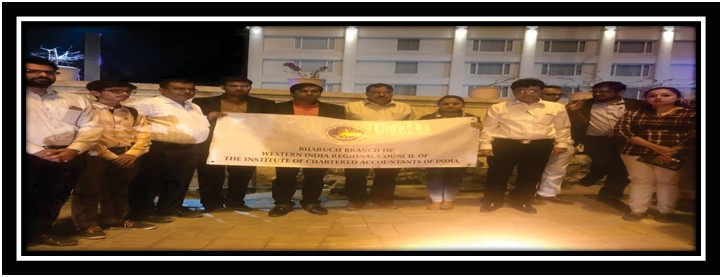 BHARUCH BRANCH OF
WESTERN INDIA REGIONAL COUNCIL OF
THE INSTITUTE OF CHARTERED ACCOUNTANTS OF INDIA